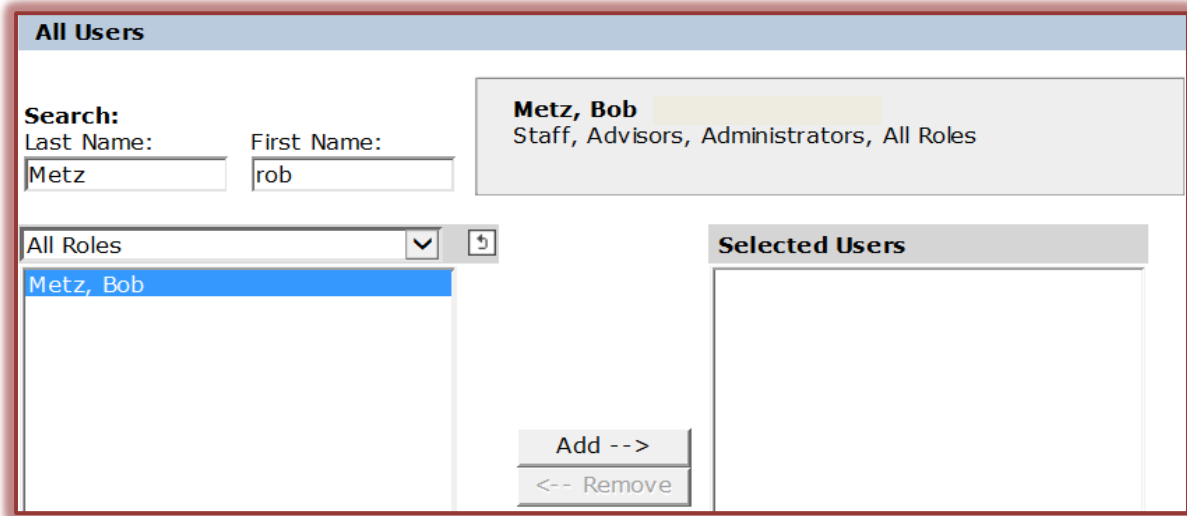 All Users
Search:
Last Name: First Name:
Metz rob
Metz, Bob
Staff, Advisors, Administrators, All Roles
All Roles
Metz, Bob
Selected Users
Add -->
<-- Remove